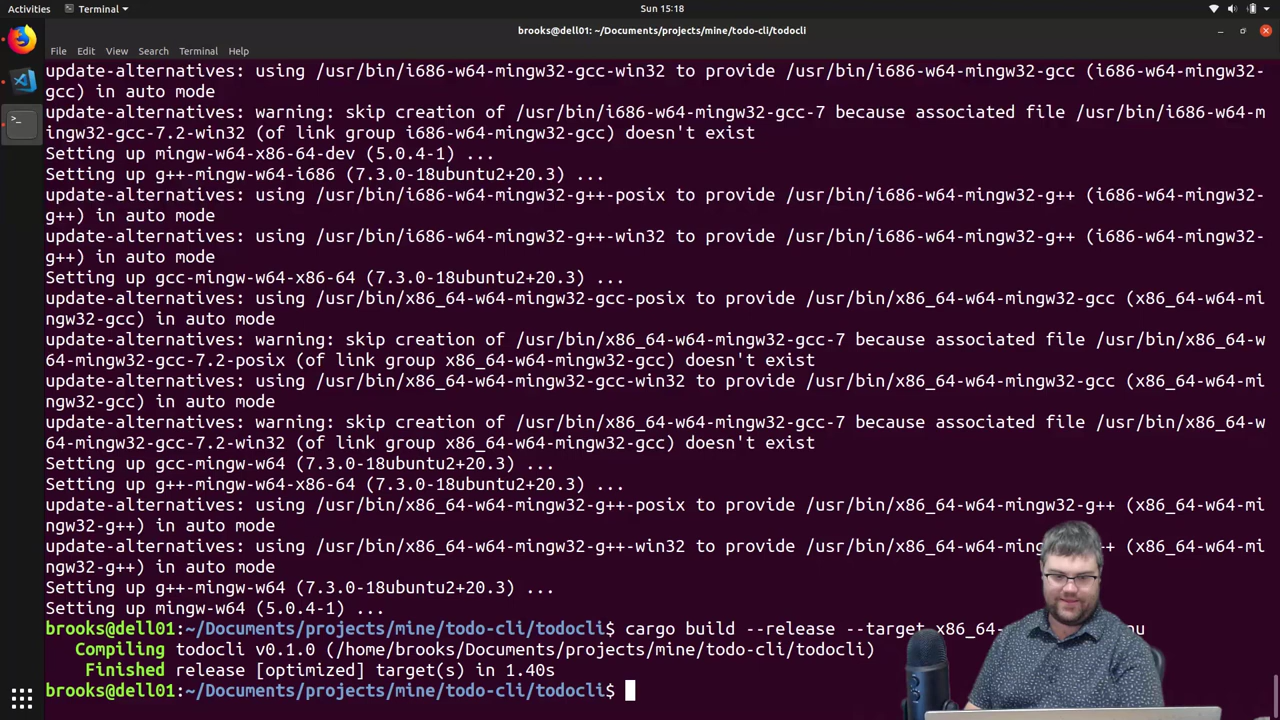 Activities
Terminal
Sun 15:18
brooks@dell01: ~/Documents/projects/mine/todo-cli/todocli
File Edit View Search Terminal Help
update-alternatives: using /usr/bin/i686-w64-mingw32-gcc-win32 to provide /usr/bin/i686-w64-mingw32-gcc (i686-w64-mingw32-
gcc) in auto mode
update-alternatives: warning: skip creation of /usr/bin/i686-w64-mingw32-gcc-7 because associated file /usr/bin/i686-w64-m
ingw32-gcc-7.2-win32 (of link group i686-w64-mingw32-gcc) doesn't exist
Setting up mingw-w64-x86-64-dev (5.0.4-1) ...
Setting up g++-mingw-w64-i686 (7.3.0-18ubuntu2+20.3) ...
update-alternatives: using /usr/bin/i686-w64-mingw32-g++-posix to provide /usr/bin/i686-w64-mingw32-g++ (i686-w64-mingw32-
g++) in auto mode
update-alternatives: using /usr/bin/i686-w64-mingw32-g++-win32 to provide /usr/bin/i686-w64-mingw32-g++ (i686-w64-mingw32-
g++) in auto mode
Setting up gcc-mingw-w64-x86-64 (7.3.0-18ubuntu2+20.3) ...
update-alternatives: using /usr/bin/x86_64-w64-mingw32-gcc-posix to provide /usr/bin/x86_64-w64-mingw32-gcc (x86_64-w64-mi
ngw32-gcc) in auto mode
update-alternatives: warning: skip creation of /usr/bin/x86_64-w64-mingw32-gcc-7 because associated file /usr/bin/x86_64-w
64-mingw32-gcc-7.2-posix (of link group x86_64-w64-mingw32-gcc) doesn't exist
update-alternatives: using /usr/bin/x86_64-w64-mingw32-gcc-win32 to provide /usr/bin/x86_64-w64-mingw32-gcc (x86_64-w64-mi
ngw32-gcc) in auto mode
update-alternatives: warning: skip creation of /usr/bin/x86_64-w64-mingw32-gcc-7 because associated file /usr/bin/x86_64-w
64-mingw32-gcc-7.2-win32 (of link group x86_64-w64-mingw32-gcc) doesn't exist
Setting up gcc-mingw-w64 (7.3.0-18ubuntu2+20.3) ...
Setting up g++-mingw-w64-x86-64 (7.3.0-18ubuntu2+20.3) ...
update-alternatives: using /usr/bin/x86_64-w64-mingw32-g++-posix to provide /usr/bin/x86_64-w64-mingw32-g++ (x86_64-w64-mi
ngw32-g++) in auto mode
update-alternatives: using /usr/bin/x86_64-w64-mingw32-g++-win32 to provide /usr/bin/x86_64-w64-ming ++ (x86_64-w64-mi
ngw32-g++) in auto mode
Setting up g++-mingw-w64 (7.3.0-18ubuntu2+20.3) ...
Setting up mingw-w64 (5.0.4-1) ...
brooks@dell01:~/Documents/projects/mine/todo-cli/todocli$ cargo build --release --target x86_64-
Compiling todocli v0.1.0 (/home/brooks/Documents/projects/mine/todo-cli/todocli)
Finished release [optimized] target(s) in 1.40s
brooks@dell01:~/Documents/projects/mine/todo-cli/todocli$